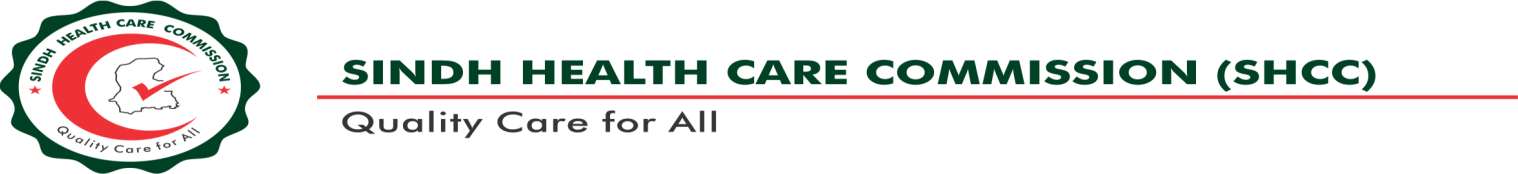 SINDH HEALTH CARE COMMISSION
Quality Care for All
SINDH HEALTH CARE COMMISSION (SHCC)
Quality Care for All